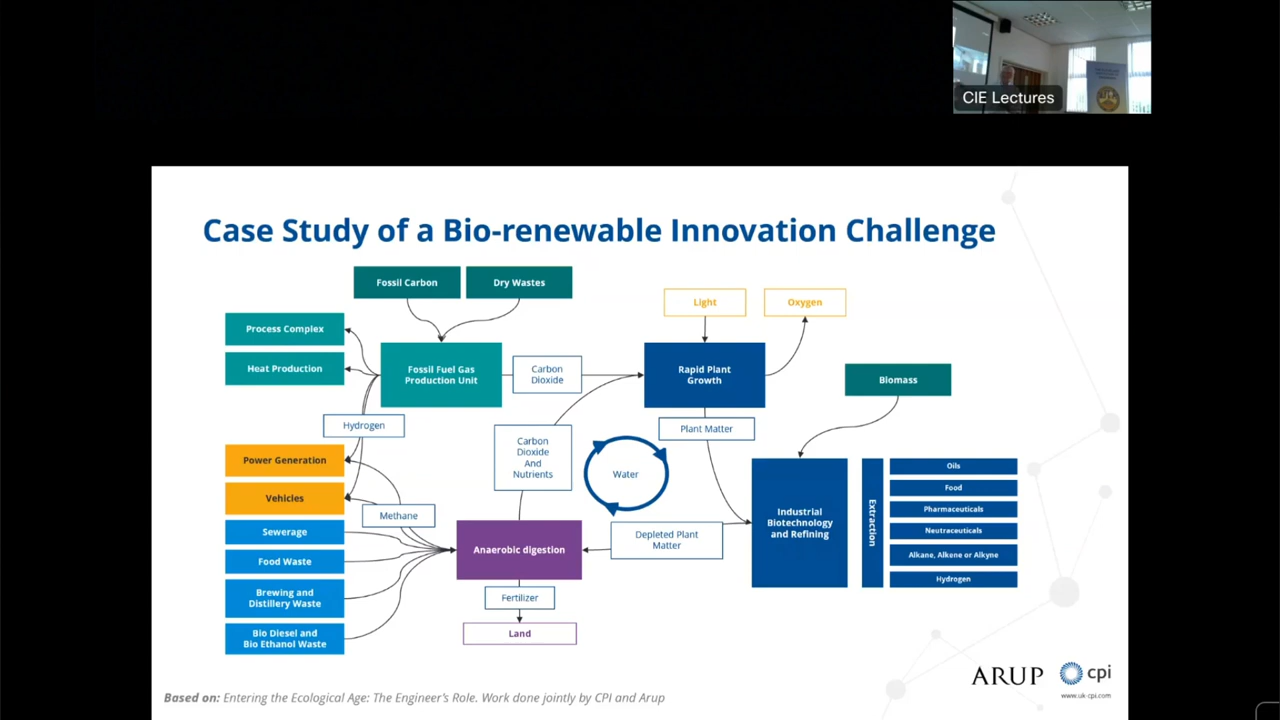 CIE Lectures
Case Study of a Bio-renewable Innovation Challenge
Fossil Carbon
Dry Wastes
Light
Oxygen
Process Complex
Heat Production
Fossil Fuel Gas
Production Unit
Carbon
Dioxide
Rapid Plant
Growth
Biomass
Hydrogen
Plant Matter
Carbon
Dioxide
And
Nutrients
Water
Power Generation
Vehicles
Methane
Sewerage
Food Waste
Brewing and
Distillery Waste
Bio Diesel and
Bio Ethanol Waste
Anaerobic digestion
Depleted Plant
Matter
Industrial
Biotechnology
and Refining
Extraction
Oils
Food
Pharmaceuticals
Neutraceuticals
Alkane, Alkene or Alkyne
Hydrogen
Fertilizer
Land
ARUP
cpi
www.uk-cpi.com
Based on: Entering the Ecological Age: The Engineer's Role. Work done jointly by CPI and Arup